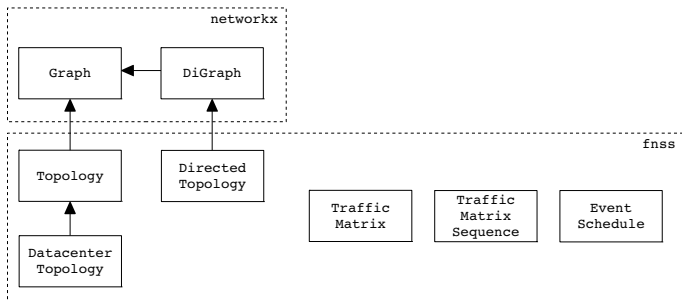 networkx
Graph
DiGraph
fnss
Topology
Directed
Topology
Traffic
Matrix
Traffic
Matrix
Sequence
Event
Schedule
Datacenter
Topology